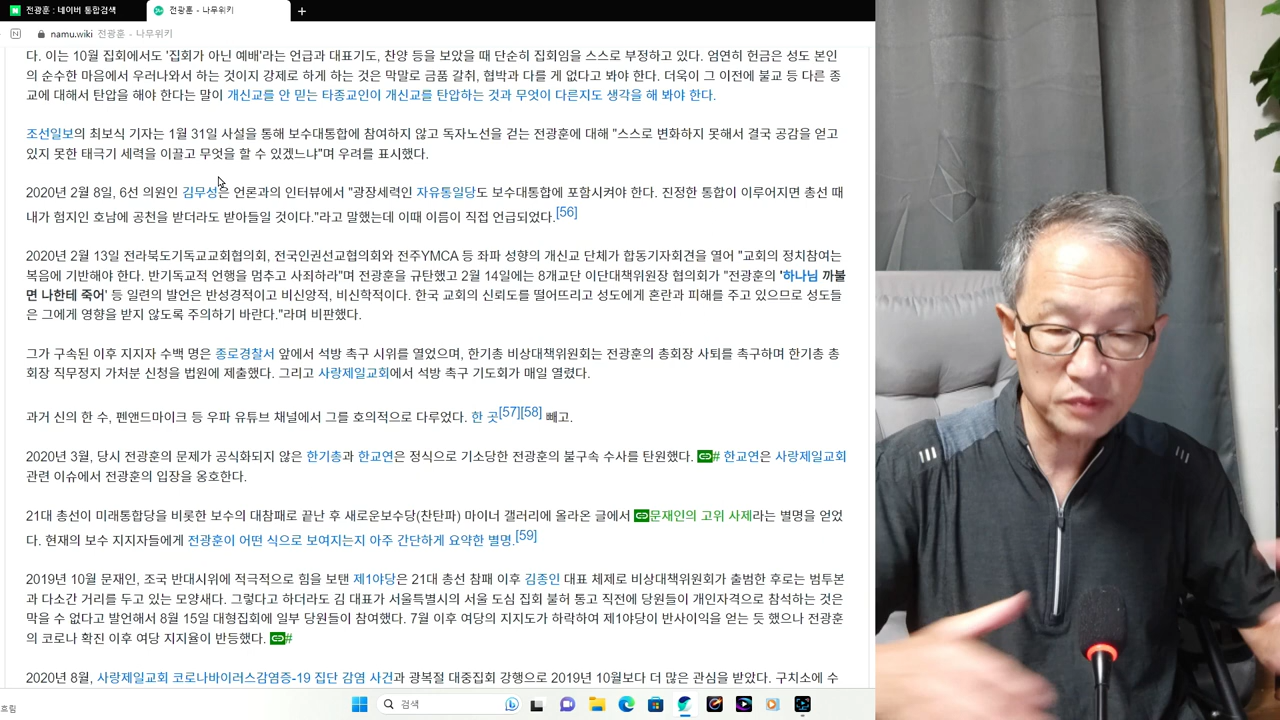 전광훈 : 네이버 통합검색
전광훈 - 나무위키
namu.wiki 전광훈 - 나무위키
다. 이는 10월 집회에서도 '집회가 아닌 예배'라는 언급과 대표기도, 찬양 등을 보았을 때 단순히 집회임을 스스로 부정하고 있다. 엄연히 헌금은 성도 본인
의 순수한 마음에서 우러나와서 하는 것이지 강제로 하게 하는 것은 막말로 금품 갈취, 협박과 다를 게 없다고 봐야 한다. 더욱이 그 이전에 불교 등 다른 종
교에 대해서 탄압을 해야 한다는 말이 개신교를 안 믿는 타종교인이 개신교를 탄압하는 것과 무엇이 다른지도 생각을 해 봐야 한다.
조선일보의 최보식 기자는 1월 31일 사설을 통해 보수대통합에 참여하지 않고 독자노선을 걷는 전광훈에 대해 "스스로 변화하지 못해서 결국 공감을 얻고
있지 못한 태극기 세력을 이끌고 무엇을 할 수 있겠느냐"며 우려를 표시했다.
2020년 2월 8일, 6선 의원인 김무성은 언론과의 인터뷰에서 "광장세력인 자유통일당도 보수대통합에 포함시켜야 한다. 진정한 통합이 이루어지면 총선 때
내가 험지인 호남에 공천을 받더라도 받아들일 것이다."라고 말했는데 이때 이름이 직접 언급되었다.[56]
2020년 2월 13일 전라북도기독교교회협의회, 전국인권선교협의회와 전주YMCA 등 좌파 성향의 개신교 단체가 합동기자회견을 열어 "교회의 정치참여는
복음에 기반해야 한다. 반기독교적 언행을 멈추고 사죄하라"며 전광훈을 규탄했고 2월 14일에는 8개교단 이단대책위원장 협의회가 "전광훈의 '하나님 까불
면 나한테 죽어' 등 일련의 발언은 반성경적이고 비신앙적, 비신학적이다. 한국 교회의 신뢰도를 떨어뜨리고 성도에게 혼란과 피해를 주고 있으므로 성도들
은 그에게 영향을 받지 않도록 주의하기 바란다."라며 비판했다.
그가 구속된 이후 지지자 수백 명은 종로경찰서 앞에서 석방 촉구 시위를 열었으며, 한기총 비상대책위원회는 전광훈의 총회장 사퇴를 촉구하며 한기총 총
회장 직무정지 가처분 신청을 법원에 제출했다. 그리고 사랑제일교회에서 석방 촉구 기도회가 매일 열렸다.
과거 신의 한 수, 펜앤드마이크 등 우파 유튜브 채널에서 그를 호의적으로 다루었다. 한 곳[57][58] 빼고.
2020년 3월, 당시 전광훈의 문제가 공식화되지 않은 한기총과 한교연은 정식으로 기소당한 전광훈의 불구속 수사를 탄원했다. # 한교연은 사랑제일교회
관련 이슈에서 전광훈의 입장을 옹호한다.
21대 총선이 미래통합당을 비롯한 보수의 대참패로 끝난 후 새로운보수당(찬탄파) 마이너 갤러리에 올라온 글에서 문재인의 고위 사제라는 별명을 얻었
다. 현재의 보수 지지자들에게 전광훈이 어떤 식으로 보여지는지 아주 간단하게 요약한 별명.[59]
2019년 10월 문재인, 조국 반대시위에 적극적으로 힘을 보탠 제1야당은 21대 총선 참패 이후 김종인 대표 체제로 비상대책위원회가 출범한 후로는 범투본
과 다소간 거리를 두고 있는 모양새다. 그렇다고 하더라도 김 대표가 서울특별시의 서울 도심 집회 불허 통고 직전에 당원들이 개인자격으로 참석하는 것은
막을 수 없다고 발언해서 8월 15일 대형집회에 일부 당원들이 참여했다. 7월 이후 여당의 지지도가 하락하여 제1야당이 반사이익을 얻는 듯 했으나 전광훈
의 코로나 확진 이후 여당 지지율이 반등했다. #
2020년 8월, 사랑제일교회 코로나바이러스감염증-19 집단 감염 사건과 광복절 대중집회 강행으로 2019년 10월보다 더 많은 관심을 받았다. 구치소에 수
흐림
검색